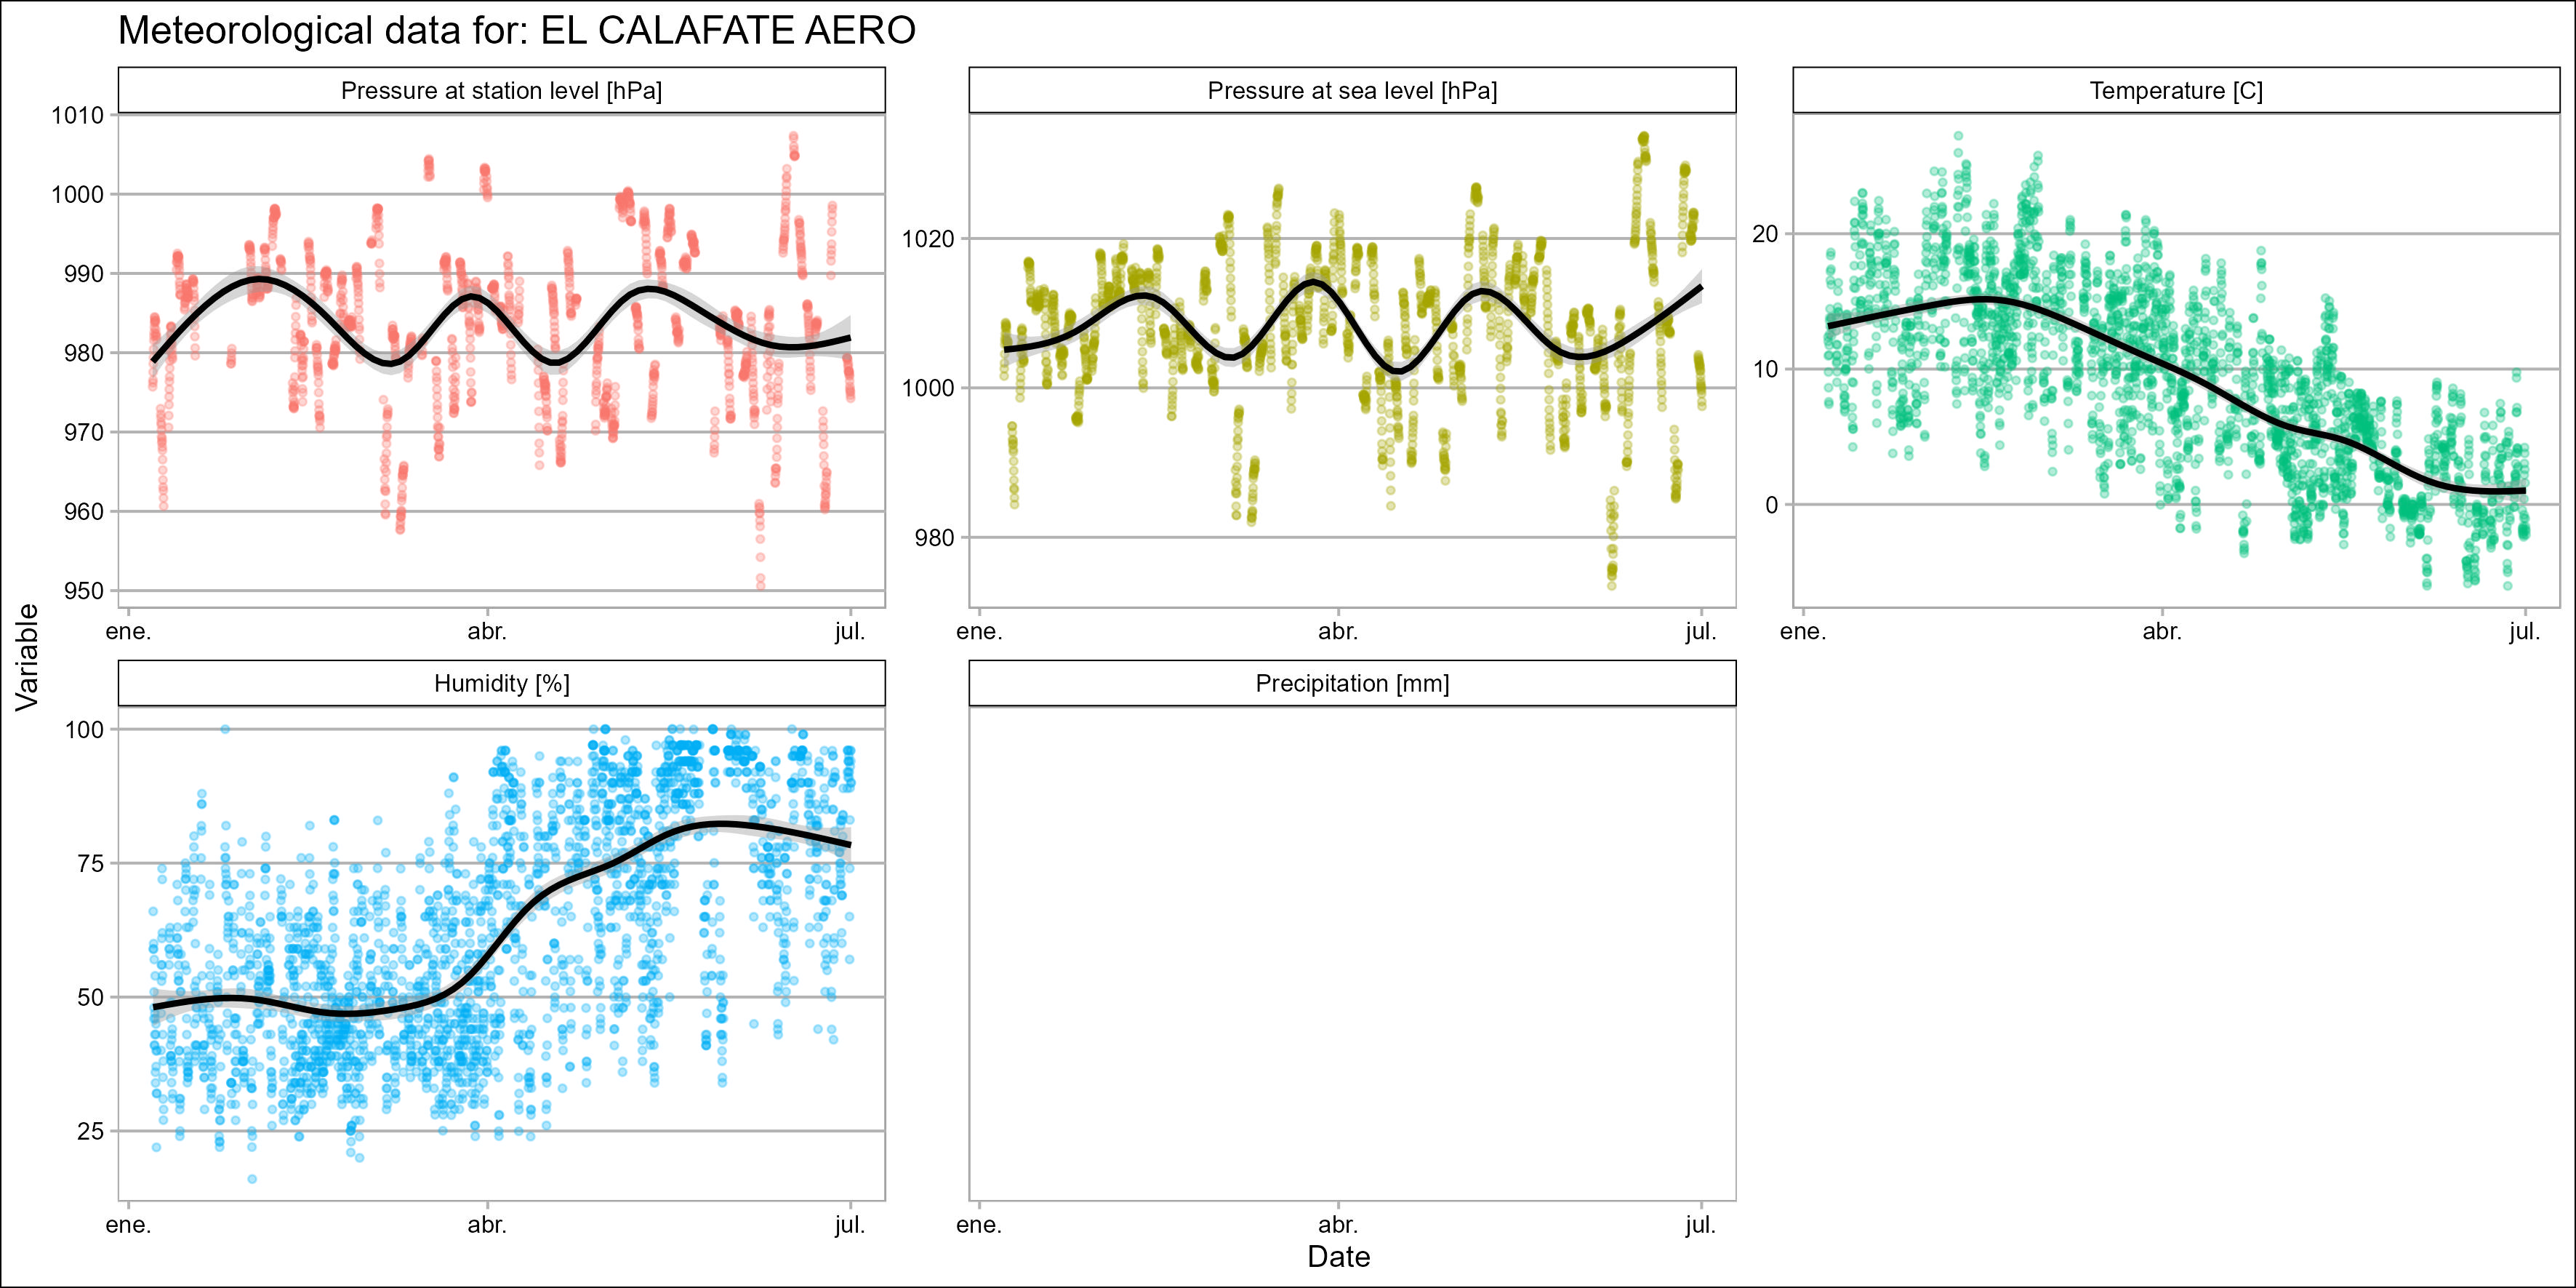 Meteorological data for: EL CALAFATE AERO
Pressure at station level [hPa]
Pressure at sea level [hPa]
Temperature [C]
1010
1000
990
980
970
960
950
1020
1000
980
20
10
0
ene.
abr.
jul.
ene.
abr.
jul.
ene.
abr.
jul.
Variable
Humidity [%]
Precipitation [mm]
100
75
50
25
ene.
abr.
jul.
ene.
abr.
jul.
Date